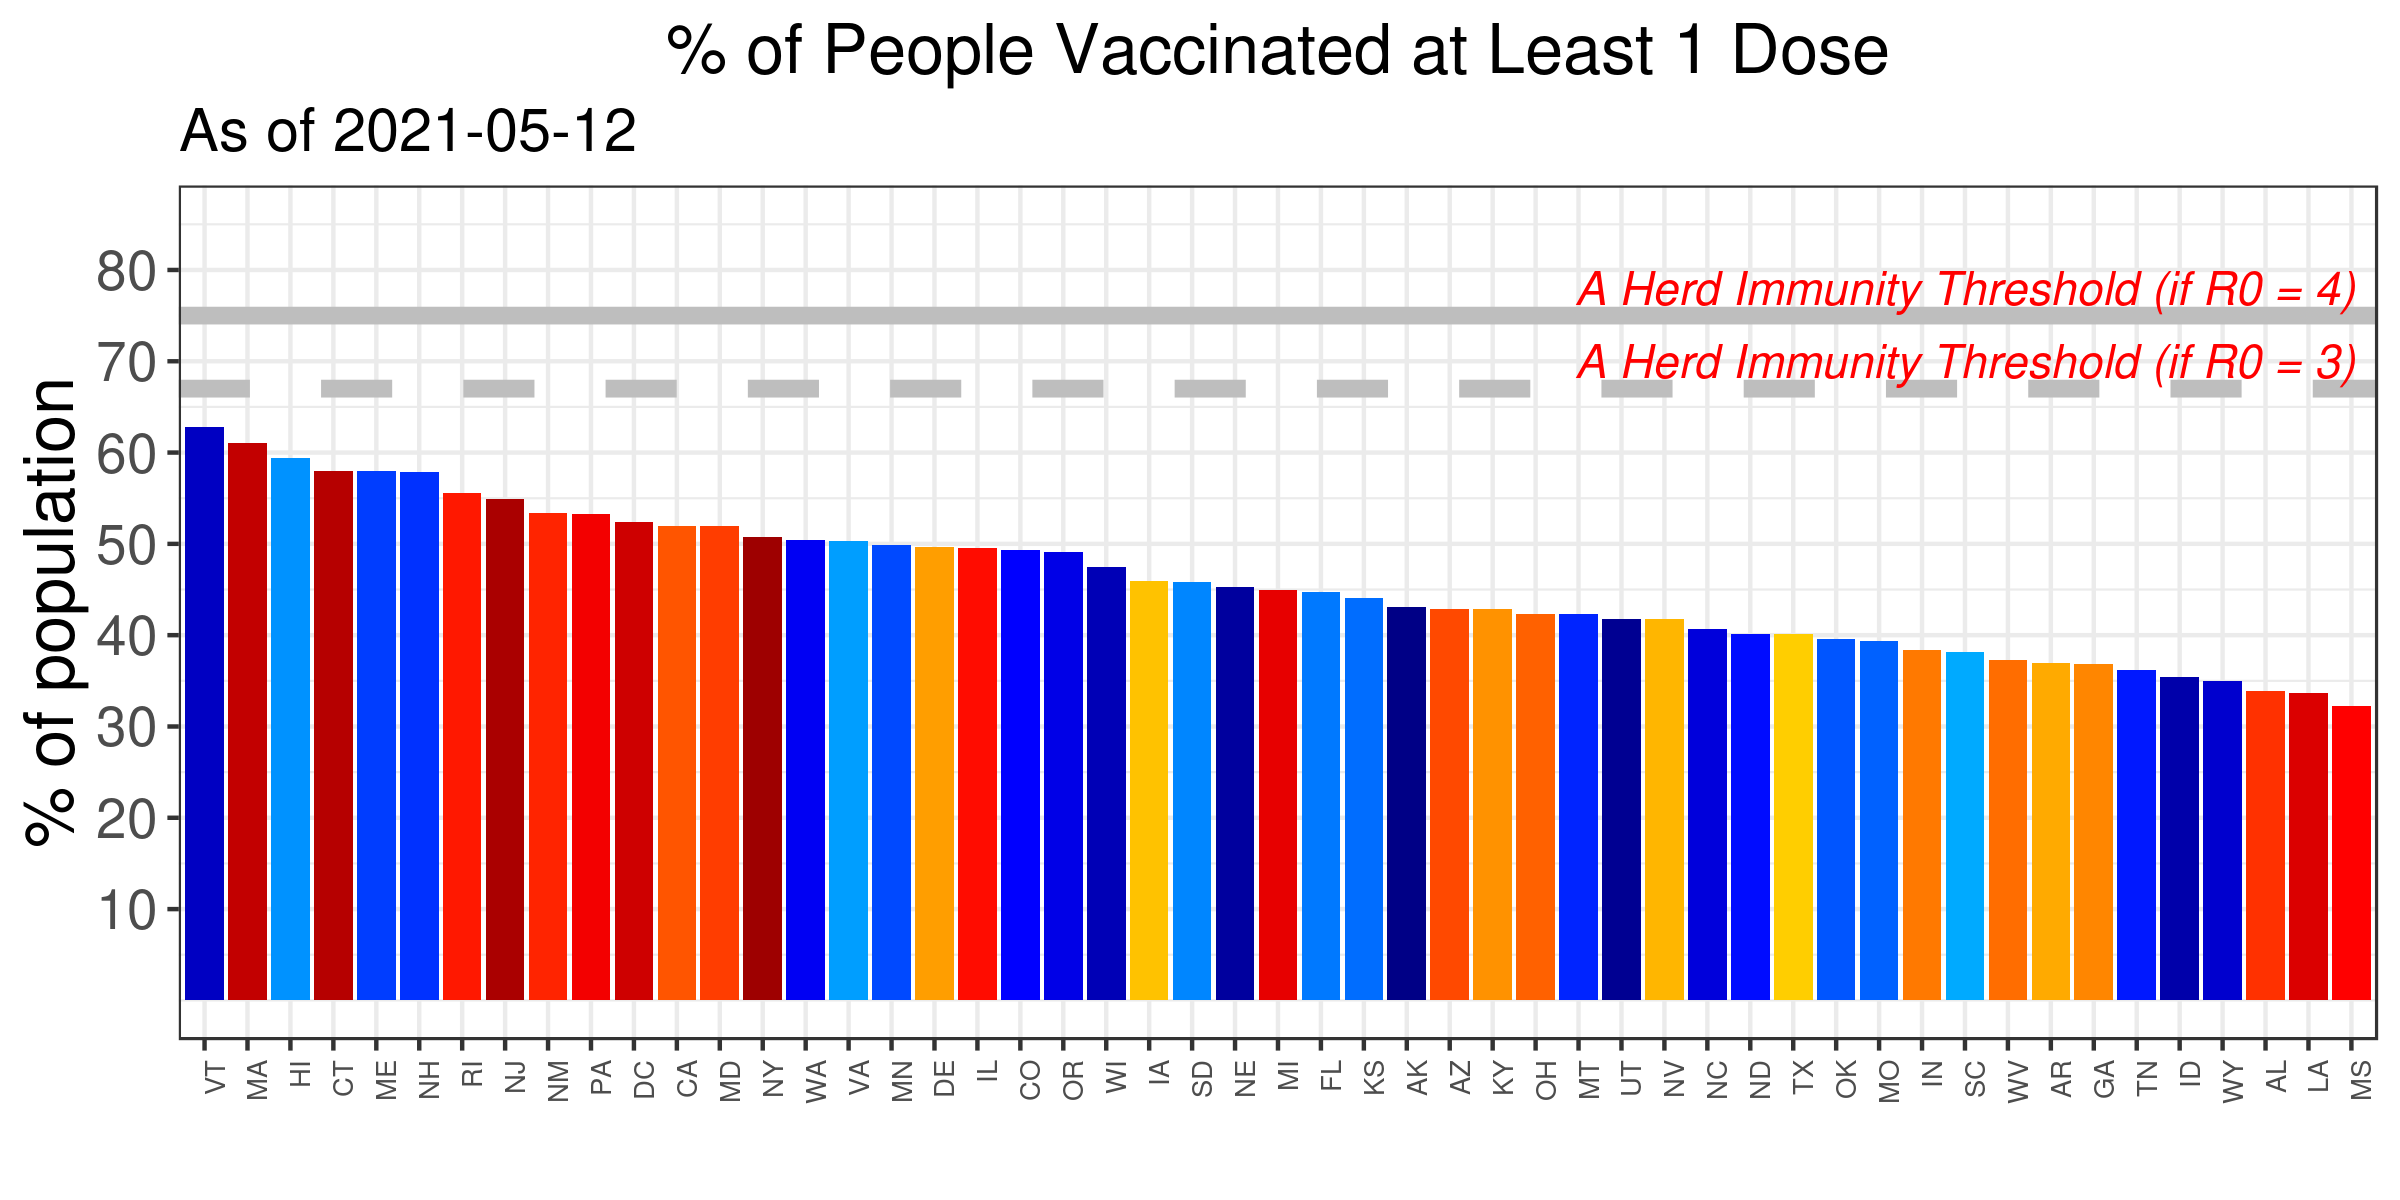 % of People Vaccinated at Least 1 Dose
As of 2021-05-12
% of population
80
70
60
50
40
30
20
10
A Herd Immunity Threshold (if R0 = 4)
A Herd Immunity Threshold (if R0 = 3)
VT MA HI CT ME NH RI NJ NM PA DC CA MD NY WA VA MN DE IL CO OR WI IA SD NE MI FL KS AK AZ KY OH MT UT NV NC ND TX OK MO IN SC WV AR GA TN ID WY AL LA MS